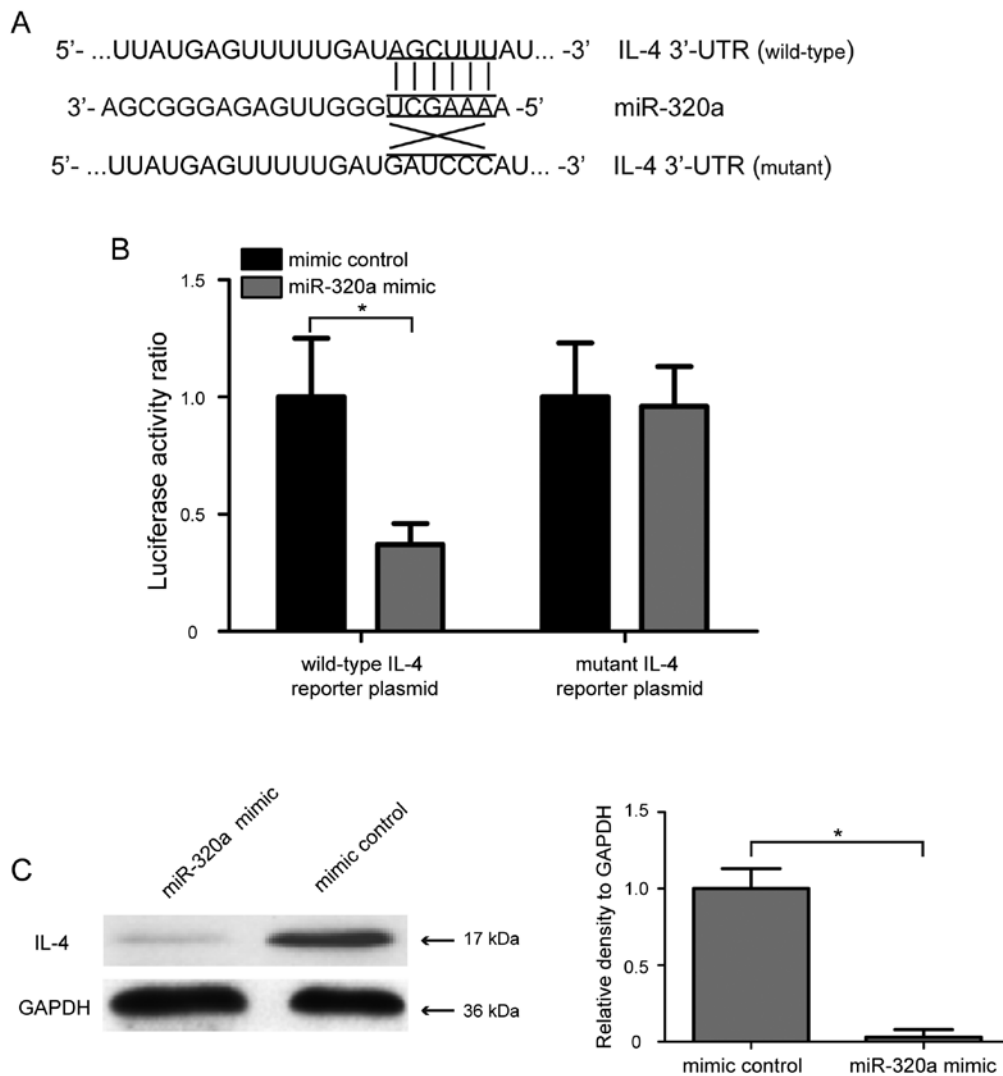 A
5'- ...UUAUGAGUUUUUGAUAGCUUUAU... -3' IL-4 3'-UTR (wild-type)
3'- AGCGGGAGAGUUGGGUCGAAAA -5' miR-320a
5'- ...UUAUGAGUUUUUGAUGAUCCCAU... -3' IL-4 3'-UTR (mutant)
B
mimic control
miR-320a mimic
1.5
*
1.0
0.5
0
Luciferase activity ratio
wild-type IL-4
reporter plasmid
mutant IL-4
reporter plasmid
C
miR-320a mimic
mimic control
IL-4
17 kDa
GAPDH
36 kDa
Relative density to GAPDH
1.5
*
1.0
0.5
0
mimic control
miR-320a mimic